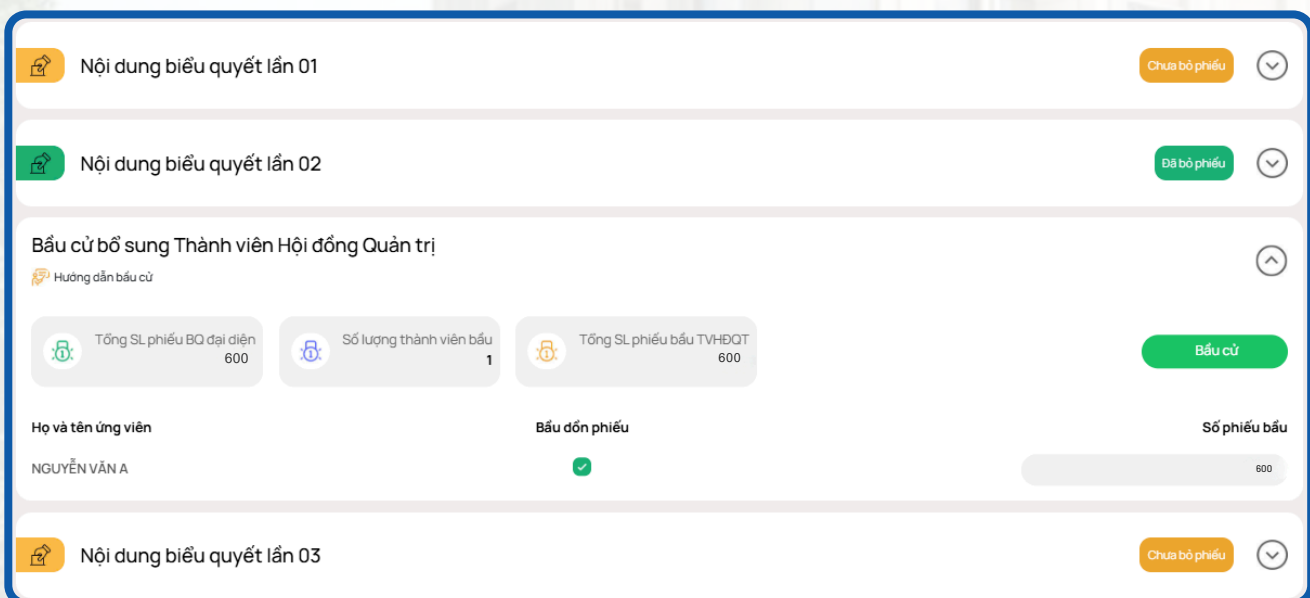 Nội dung biểu quyết lần 01
Chưa bỏ phiếu
Nội dung biểu quyết lần 02
Đã bỏ phiếu
Bầu cử bổ sung Thành viên Hội đồng Quản trị
Hướng dẫn bầu cử
Tổng SL phiếu BQ đại diện
600
Số lượng thành viên bầu
1
Tổng SL phiếu bầu TVHĐQT
600
Bầu cử
Họ và tên ứng viên Bầu dồn phiếu Số phiếu bầu
NGUYỄN VĂN A 600
Nội dung biểu quyết lần 03
Chưa bỏ phiếu